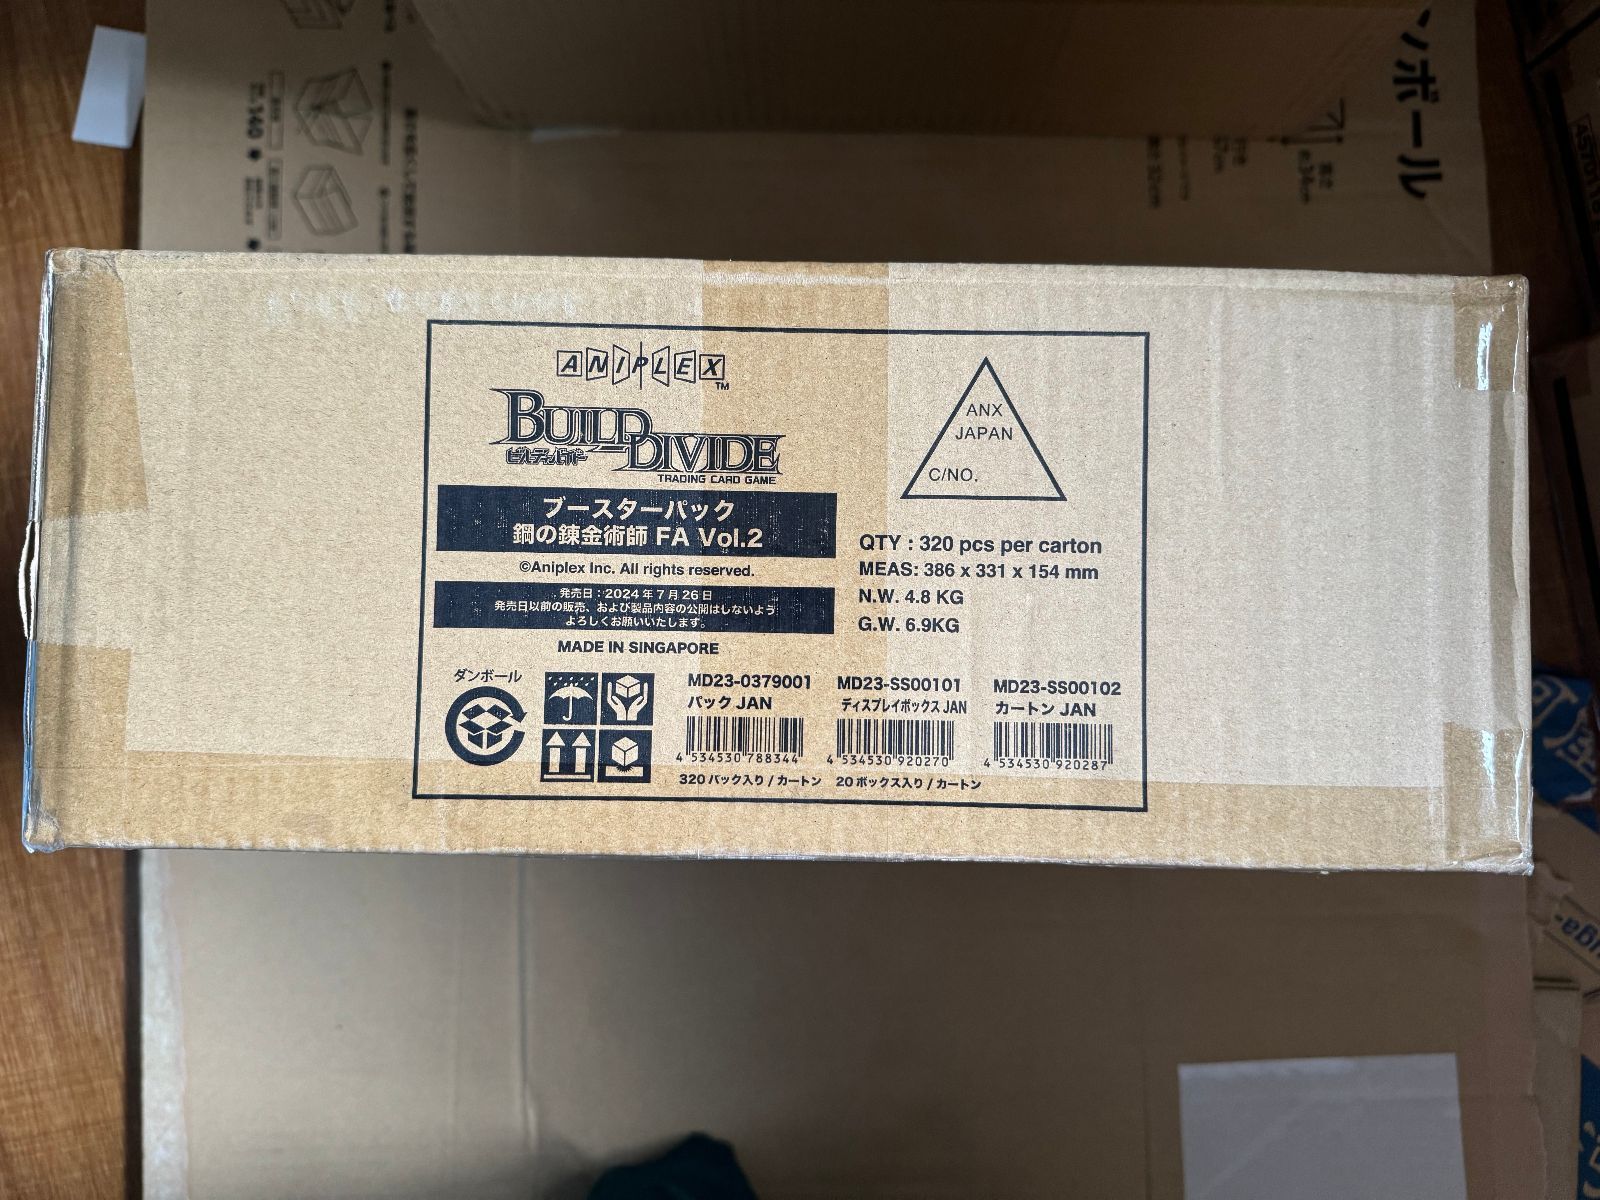 ンボール
160
ANIPLEX
TM
BUILD DIVIDE
ビルディバイド
TRADING CARD GAME
ブースターパック
鋼の錬金術師 FA Vol.2
©Aniplex Inc. All rights reserved.
発売日:2024年7月26日
発売日以前の販売、および製品内容の公開はしないよう
よろしくお願いいたします。
MADE IN SINGAPORE
ANX
JAPAN
C/NO.
QTY : 320 pcs per carton
MEAS: 386 x 331 x 154 mm
N.W. 4.8 KG
G.W. 6.9KG
ダンボール
MD23-0379001
パック JAN
4 534530 788344
MD23-SS00101
ディスプレイボックス JAN
4 534530 920270
MD23-SS00102
カートン JAN
4 534530 920287
320 パック入り / カートン 20 ボックス入り / カートン